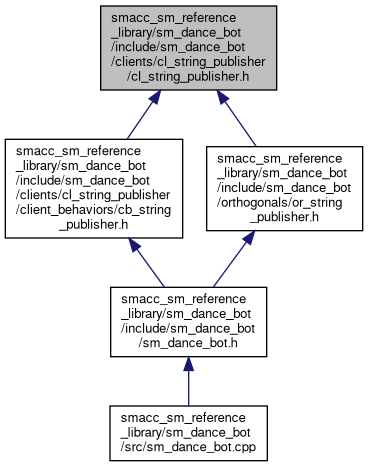 smacc_sm_reference
_library/sm_dance_bot
/include/sm_dance_bot
/clients/cl_string_publisher
/cl_string_publisher.h
smacc_sm_reference
_library/sm_dance_bot
/include/sm_dance_bot
/clients/cl_string_publisher
/client_behaviors/cb_string
_publisher.h
smacc_sm_reference
_library/sm_dance_bot
/include/sm_dance_bot
/orthogonals/or_string
_publisher.h
smacc_sm_reference
_library/sm_dance_bot
/include/sm_dance_bot
/sm_dance_bot.h
smacc_sm_reference
_library/sm_dance_bot
/src/sm_dance_bot.cpp